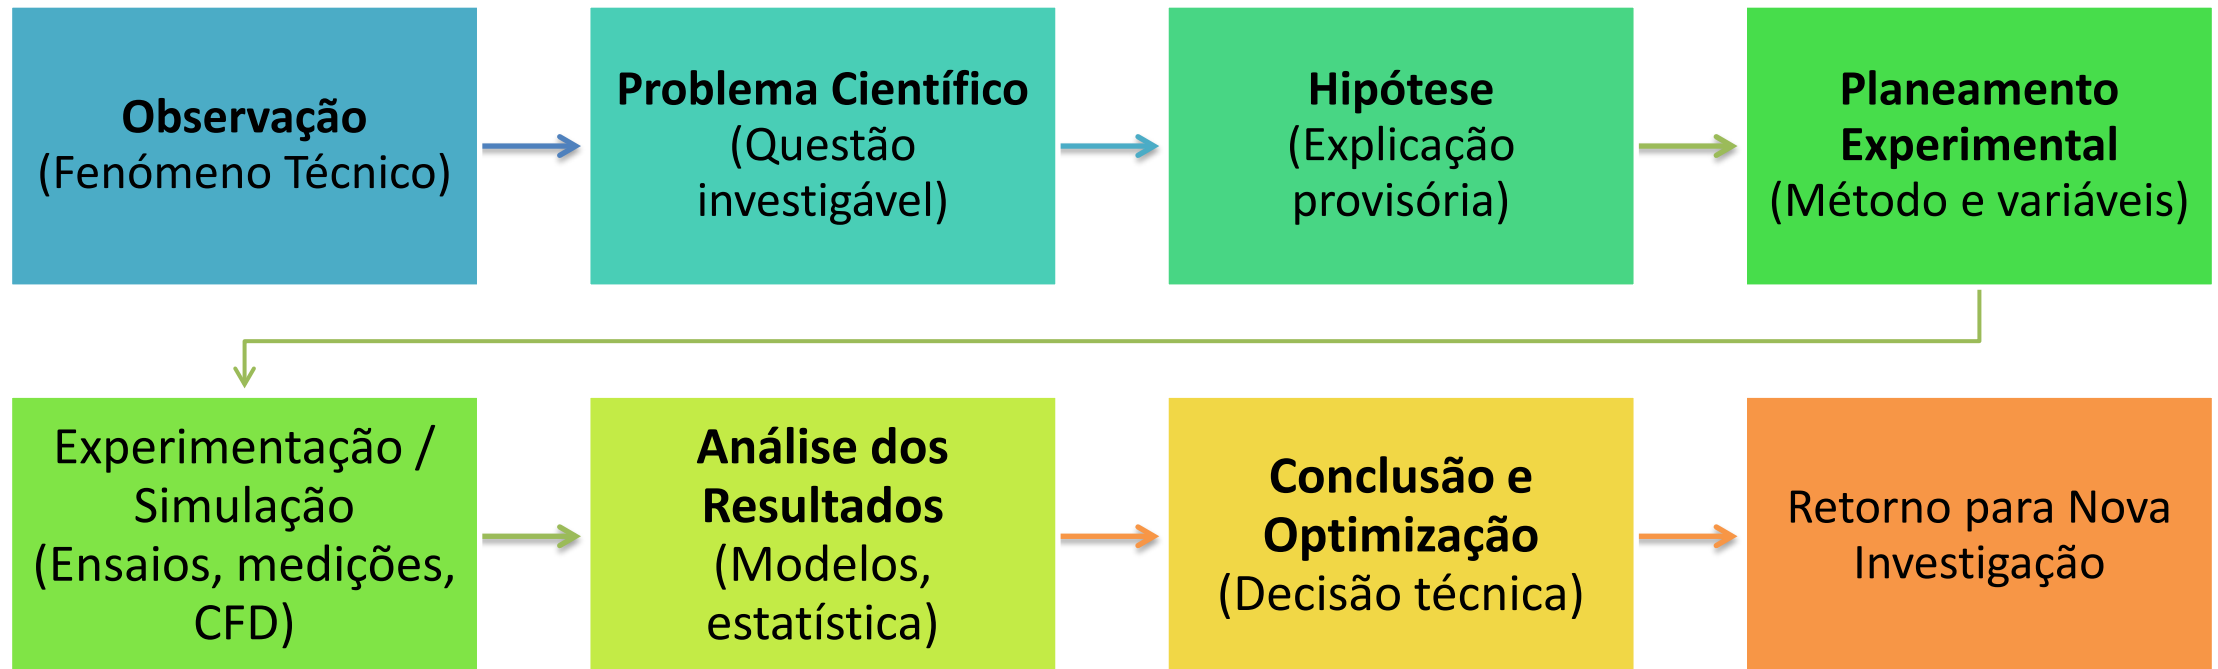 Observação
(Fenómeno Técnico)
Problema Científico
(Questão
investigável)
Hipótese
(Explicação
provisória)
Planeamento
Experimental
(Método e variáveis)
Experimentação /
Simulação
(Ensaios, medições,
CFD)
Análise dos
Resultados
(Modelos,
estatística)
Conclusão e
Optimização
(Decisão técnica)
Retorno para Nova
Investigação